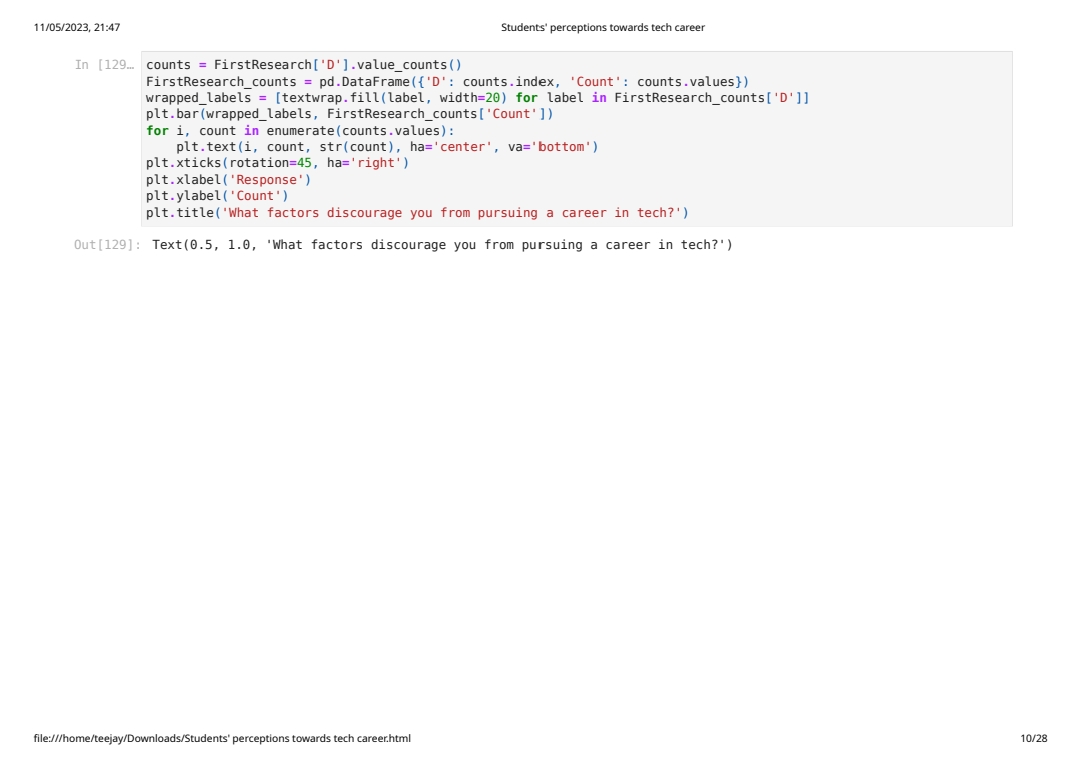 11/05/2023, 21:47 Students' perceptions towards tech career
In [129… counts = FirstResearch['D'].value_counts()
FirstResearch_counts = pd.DataFrame({'D': counts.index, 'Count': counts.values})
wrapped_labels = [textwrap.fill(label, width=20) for label in FirstResearch_counts['D']]
plt.bar(wrapped_labels, FirstResearch_counts['Count'])
for i, count in enumerate(counts.values):
    plt.text(i, count, str(count), ha='center', va='bottom')
plt.xticks(rotation=45, ha='right')
plt.xlabel('Response')
plt.ylabel('Count')
plt.title('What factors discourage you from pursuing a career in tech?')
Out[129]: Text(0.5, 1.0, 'What factors discourage you from pursuing a career in tech?')
file:///home/teejay/Downloads/Students' perceptions towards tech career.html 10/28